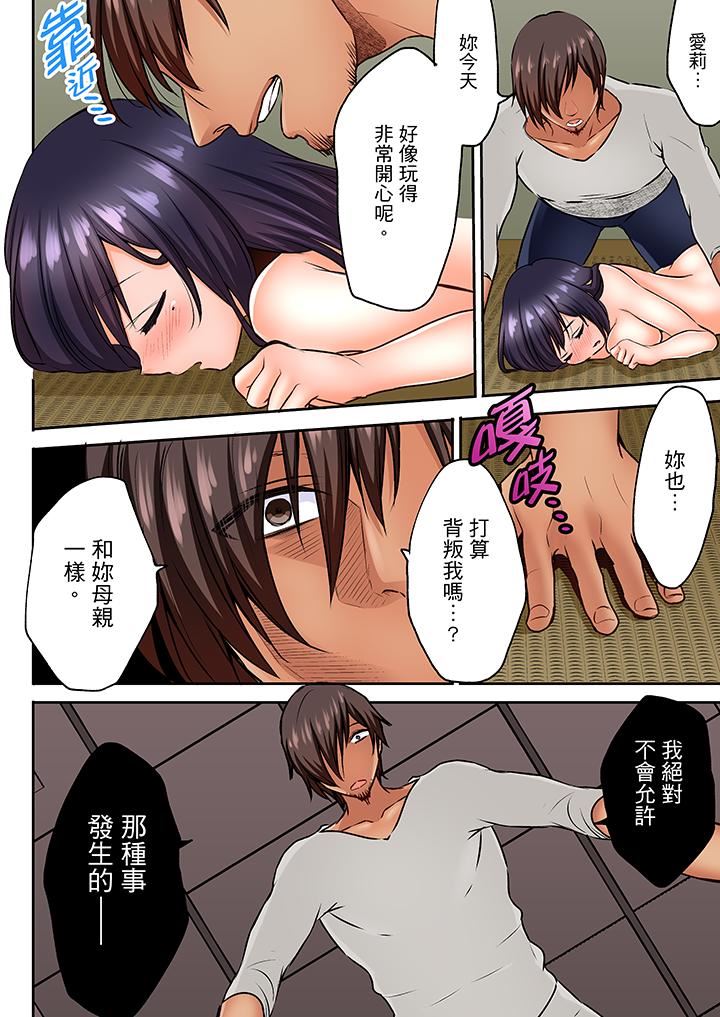 愛莉⋯
妳今天
好像玩得
非常開心呢。
靠近⋯
妳也⋯
嘎吱⋯
打算
背叛我嗎⋯?
和妳母親
一樣。
我絕對
不會允許
那種事
發生的──